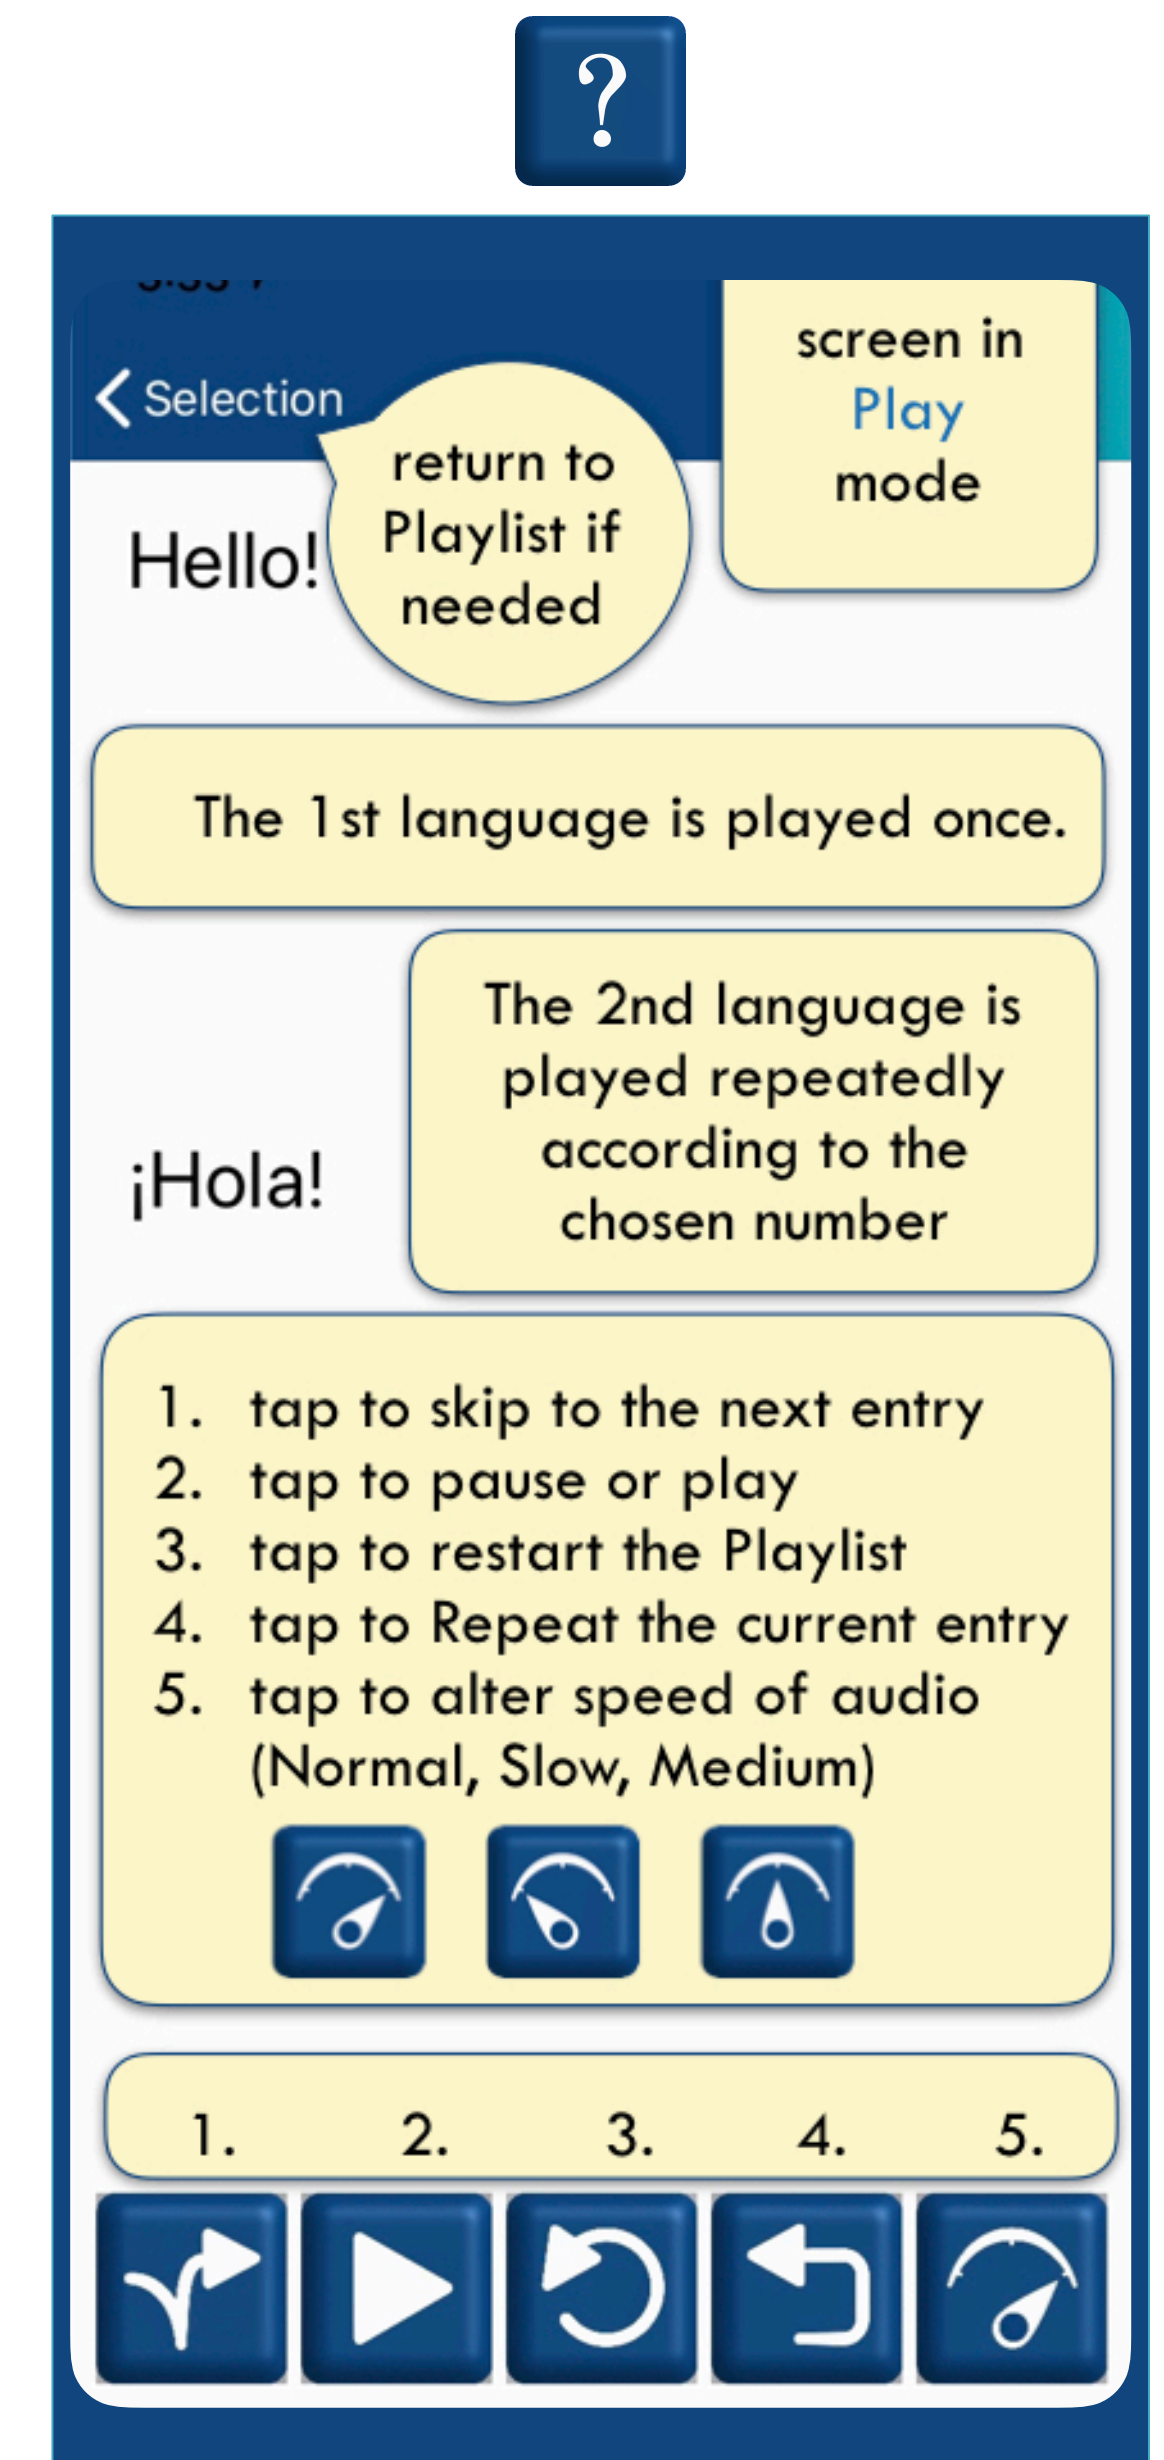 ?
screen in
Play
mode
Selection
return to
Playlist if
needed
Hello!
The 1st language is played once.
The 2nd language is
played repeatedly
according to the
chosen number
¡Hola!
1. tap to skip to the next entry
2. tap to pause or play
3. tap to restart the Playlist
4. tap to Repeat the current entry
5. tap to alter speed of audio
(Normal, Slow, Medium)
1. 2. 3. 4. 5.